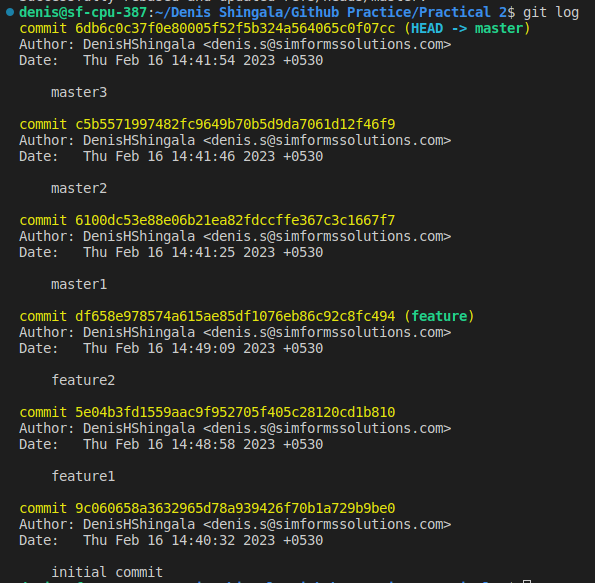 denis@sf-cpu-387:~/Denis Shingala/Github Practice/Practical 2$ git log
commit 6db6c0c37f0e80005f52f5b324a564065c0f07cc (HEAD -> master)
Author: DenisHShingala <denis.s@simformssolutions.com>
Date:   Thu Feb 16 14:41:54 2023 +0530
master3
commit c5b5571997482fc9649b70b5d9da7061d12f46f9
Author: DenisHShingala <denis.s@simformssolutions.com>
Date:   Thu Feb 16 14:41:46 2023 +0530
master2
commit 6100dc53e88e06b21ea82fdccffe367c3c1667f7
Author: DenisHShingala <denis.s@simformssolutions.com>
Date:   Thu Feb 16 14:41:25 2023 +0530
master1
commit df658e978574a615ae85df1076eb86c92c8fc494 (feature)
Author: DenisHShingala <denis.s@simformssolutions.com>
Date:   Thu Feb 16 14:49:09 2023 +0530
feature2
commit 5e04b3fd1559aac9f952705f405c28120cd1b810
Author: DenisHShingala <denis.s@simformssolutions.com>
Date:   Thu Feb 16 14:48:58 2023 +0530
feature1
commit 9c060658a3632965d78a939426f70b1a729b9be0
Author: DenisHShingala <denis.s@simformssolutions.com>
Date:   Thu Feb 16 14:40:32 2023 +0530
initial commit